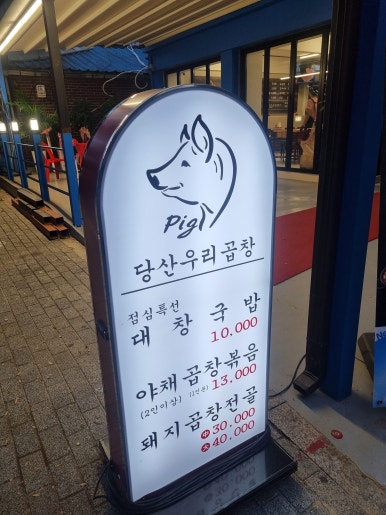 Pig
당산우리곱창
점심특선
대창국밥
10.000
야채곱창볶음
(2인이상) (1인분) 13.000
돼지곱창전골
中 30.000
大 40.000